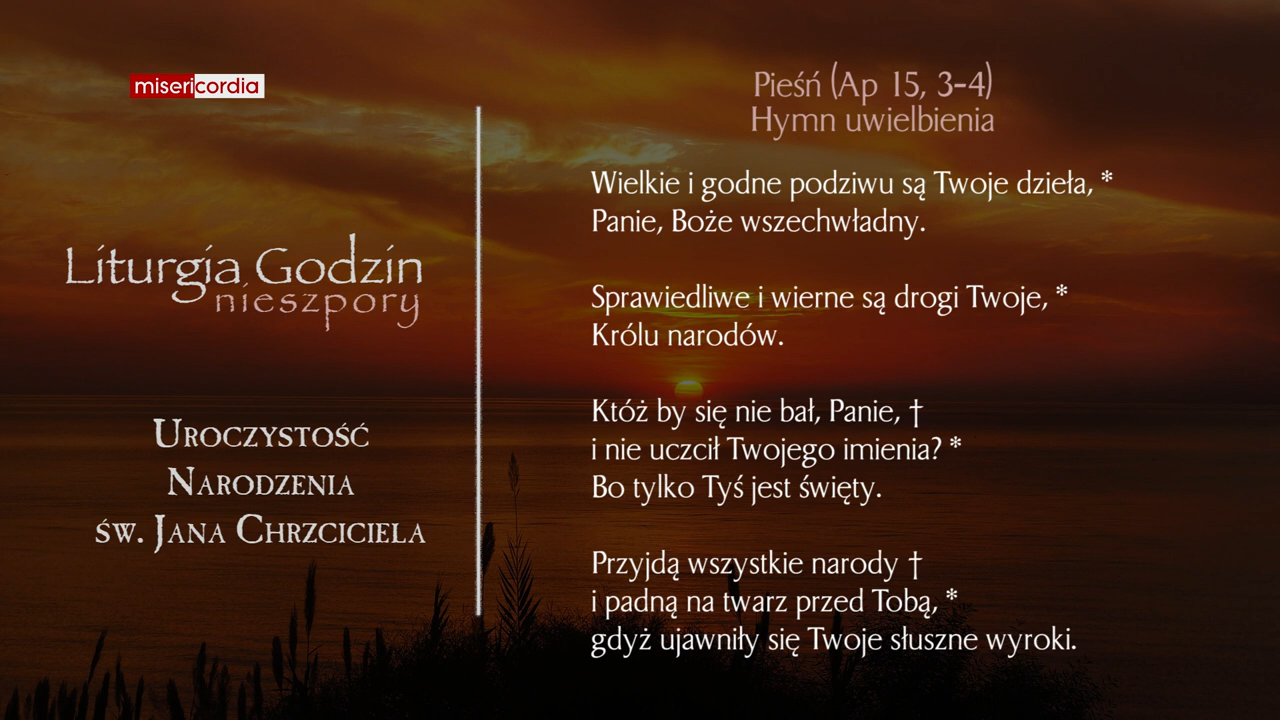 misericordia
Liturgia Godzin
nieszpory
Uroczystość
Narodzenia
św. Jana Chrzciciela
Pieśń (Ap 15, 3-4)
Hymn uwielbienia
Wielkie i godne podziwu są Twoje dzieła, *
Panie, Boże wszechwładny.
Sprawiedliwe i wierne są drogi Twoje, *
Królu narodów.
Któż by się nie bał, Panie, †
i nie uczcił Twojego imienia? *
Bo tylko Tyś jest święty.
Przyjdą wszystkie narody †
i padną na twarz przed Tobą, *
gdyż ujawniły się Twoje słuszne wyroki.